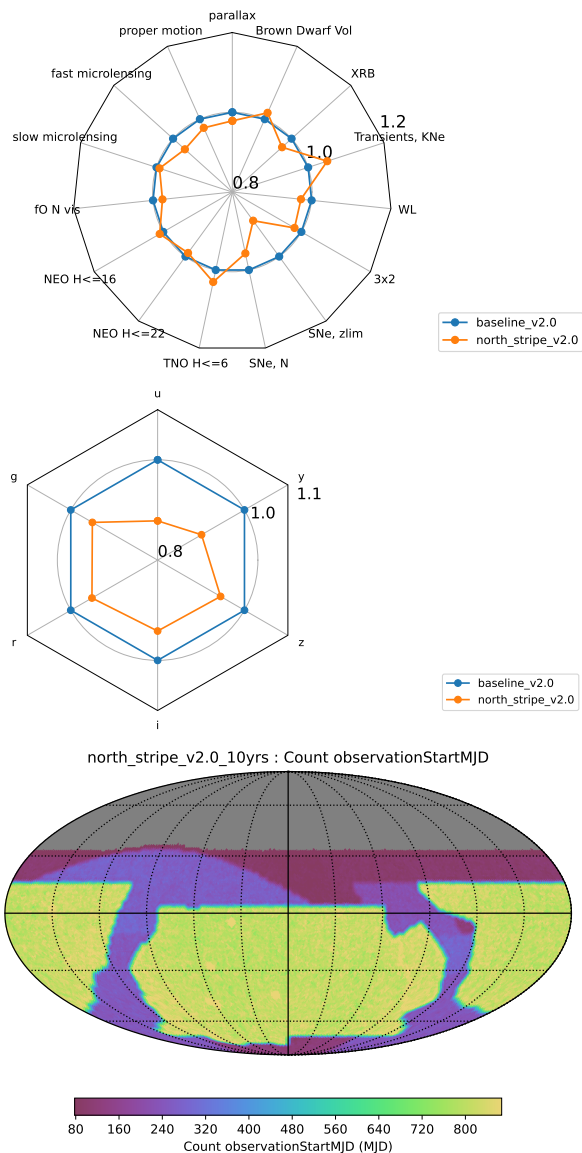 parallax
proper motion
Brown Dwarf Vol
fast microlensing
XRB
1.2
slow microlensing
Transients, KNe
1.0
0.8
fO N vis
WL
NEO H<=16
3x2
NEO H<=22
SNe, zlim
TNO H<=6
SNe, N
baseline_v2.0
north_stripe_v2.0
u
g
y
1.1
1.0
0.8
r
z
i
baseline_v2.0
north_stripe_v2.0
north_stripe_v2.0_10yrs : Count observationStartMJD
80 160 240 320 400 480 560 640 720 800
Count observationStartMJD (MJD)